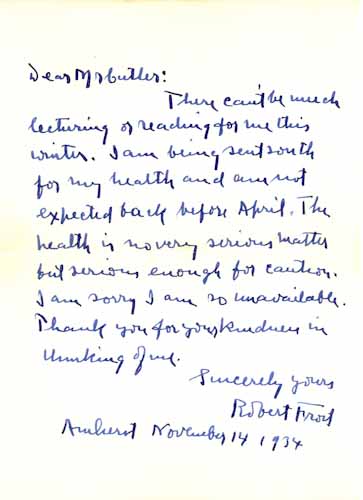 Dear Mr Cutler:
There can't be much
lecturing or reading for me this
winter. I am being sent south
for my health and am not
expected back before April. The
health is no very serious matter
but serious enough for caution.
I am sorry I am so unavailable.
Thank you for your kindness in
thinking of me.
Sincerely yours
Robert Frost
Amherst November 14 1934